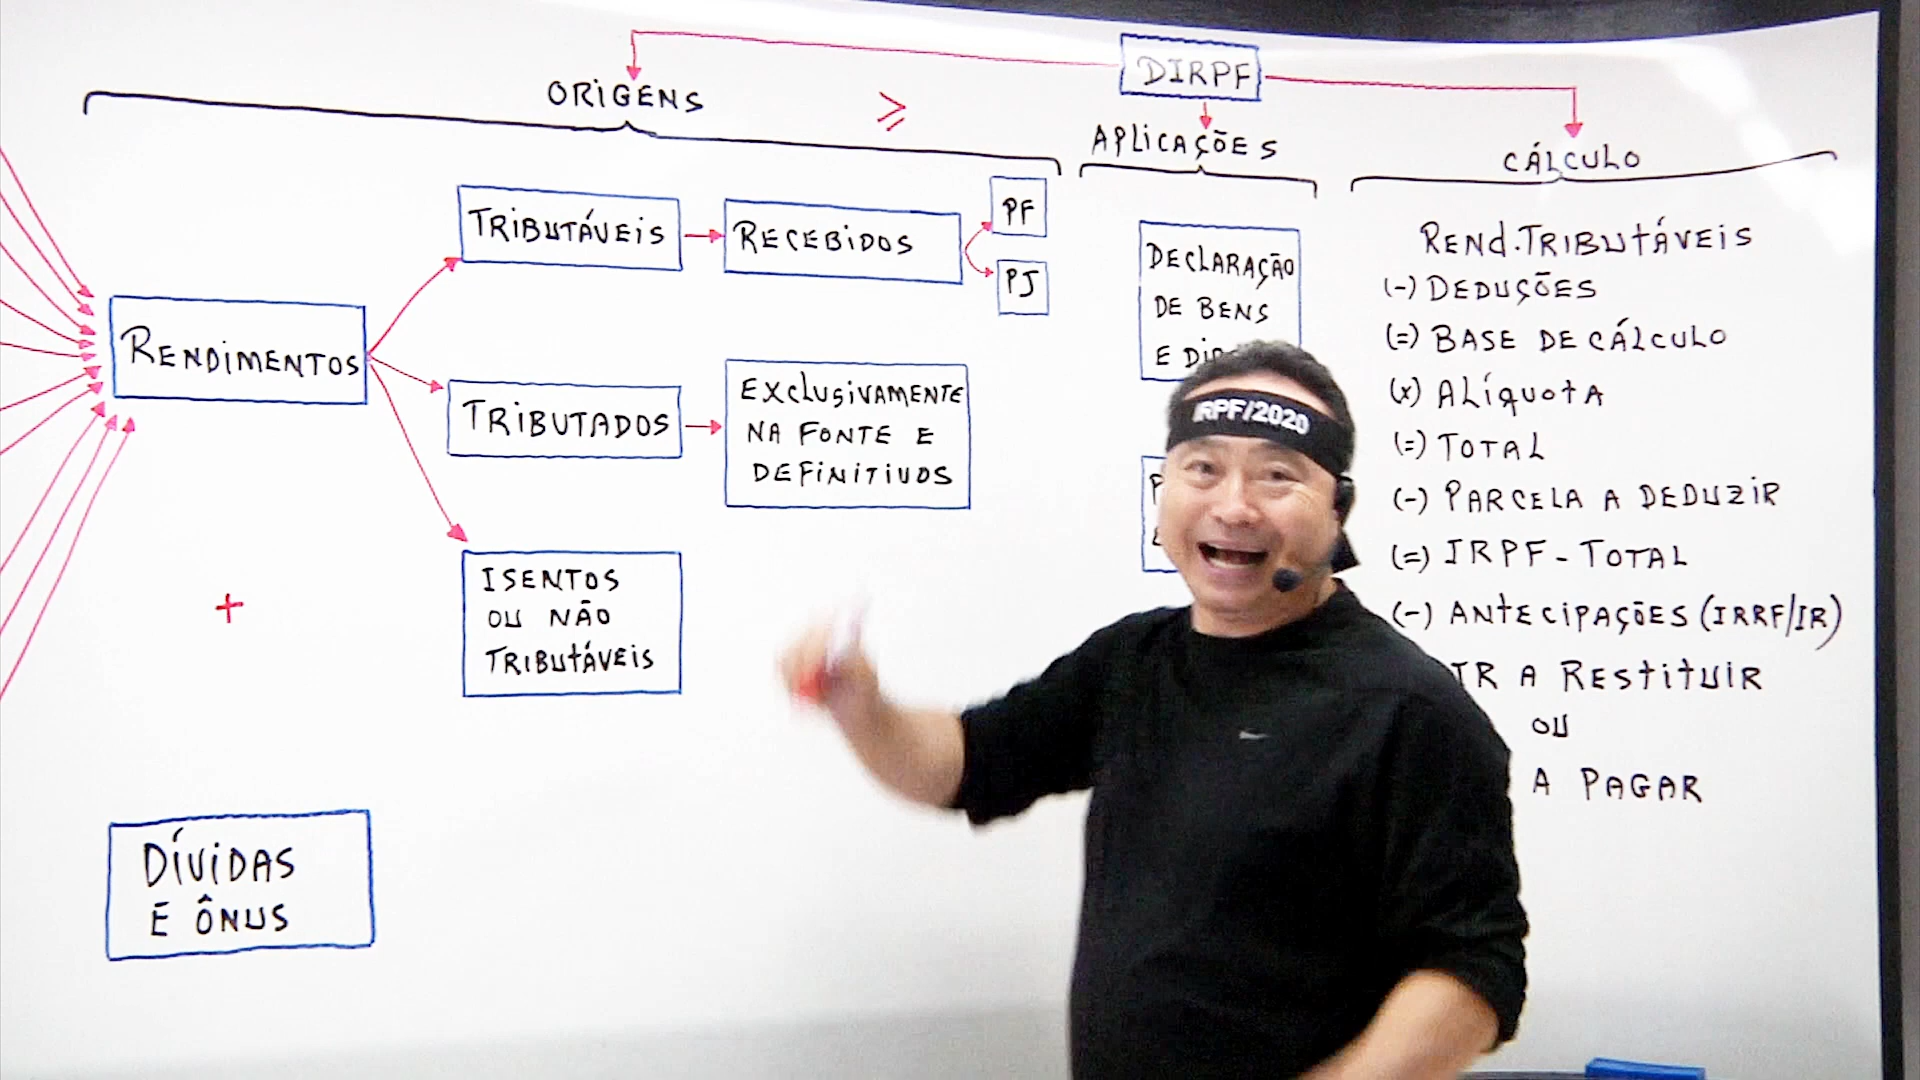 DIRPF
ORIGENS
≥
APLICAÇÕES
CÁLCULO
RENDIMENTOS
TRIBUTÁVEIS
RECEBIDOS
PF
PJ
TRIBUTADOS
EXCLUSIVAMENTE
NA FONTE E
DEFINITIVOS
ISENTOS
OU NÃO
TRIBUTÁVEIS
+
DÍVIDAS
E ÔNUS
DECLARAÇÃO
DE BENS
E
IRPF/2020
REND. TRIBUTÁVEIS
(-) DEDUÇÕES
(=) BASE DE CÁLCULO
(x) ALÍQUOTA
(=) TOTAL
(-) PARCELA A DEDUZIR
(=) IRPF - TOTAL
(-) ANTECIPAÇÕES (IRRF/IR)
IR A RESTITUIR
OU
A PAGAR